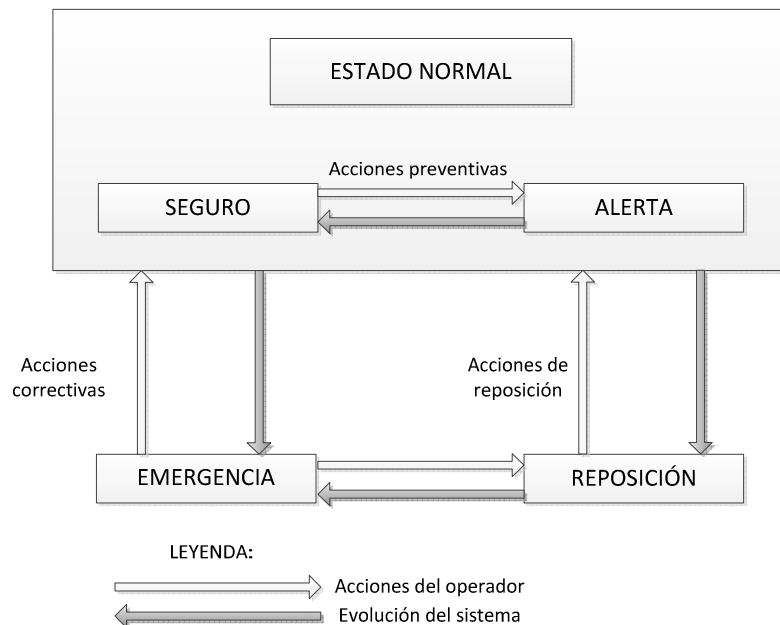 ESTADO NORMAL
Acciones preventivas
SEGURO
ALERTA
Acciones
correctivas
Acciones de
reposición
EMERGENCIA
REPOSICIÓN
LEYENDA:
Acciones del operador
Evolución del sistema